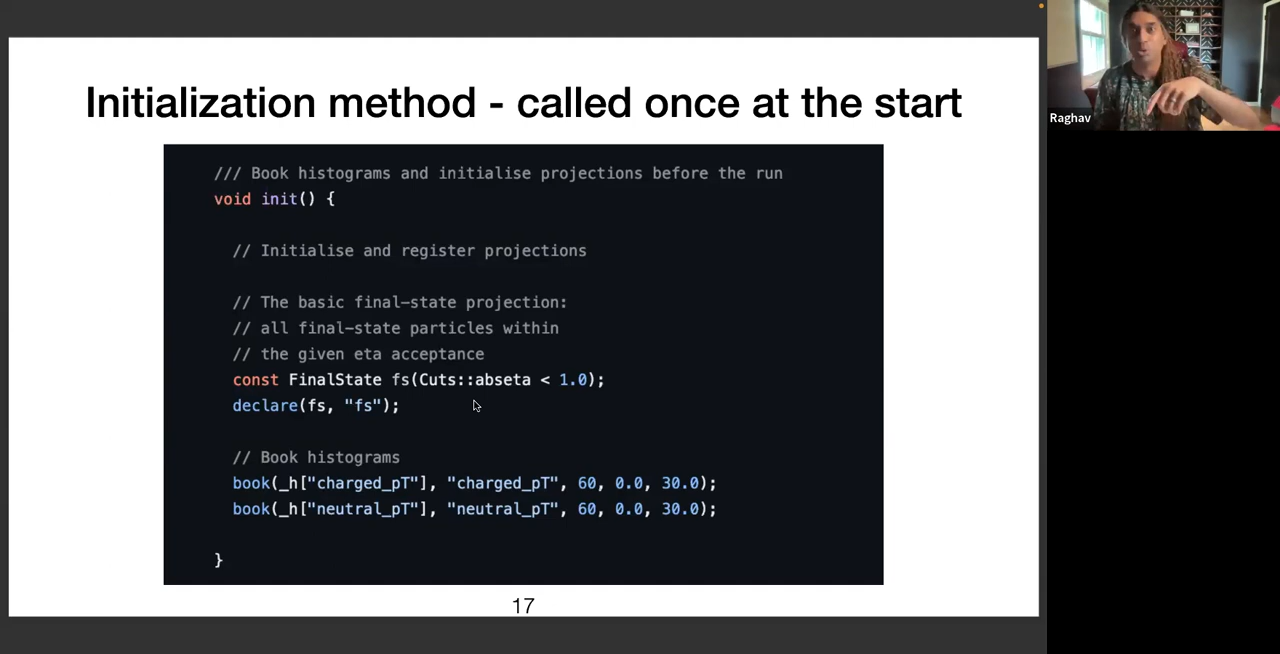 Initialization method - called once at the start
/// Book histograms and initialise projections before the run
void init() {
// Initialise and register projections
// The basic final-state projection:
// all final-state particles within
// the given eta acceptance
const FinalState fs(Cuts::abseta < 1.0);
declare(fs, "fs");
// Book histograms
book(_h["charged_pT"], "charged_pT", 60, 0.0, 30.0);
book(_h["neutral_pT"], "neutral_pT", 60, 0.0, 30.0);
}
17
Raghav